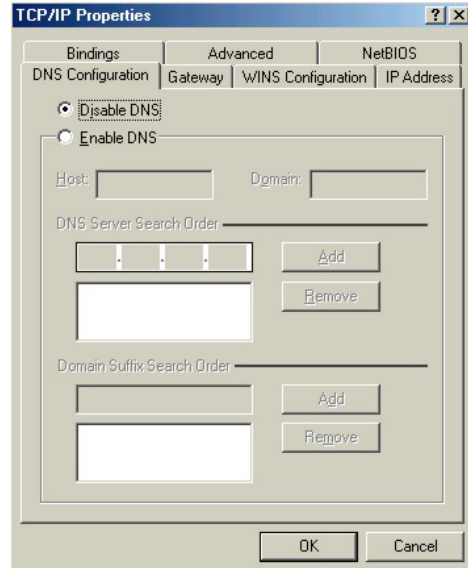 TCP/IP Properties
? ×
Bindings Advanced NetBIOS
DNS Configuration Gateway WINS Configuration IP Address
Disable DNS
Enable DNS
Host: Domain:
DNS Server Search Order
. . .
Add
Remove
Domain Suffix Search Order
Add
Remove
OK Cancel